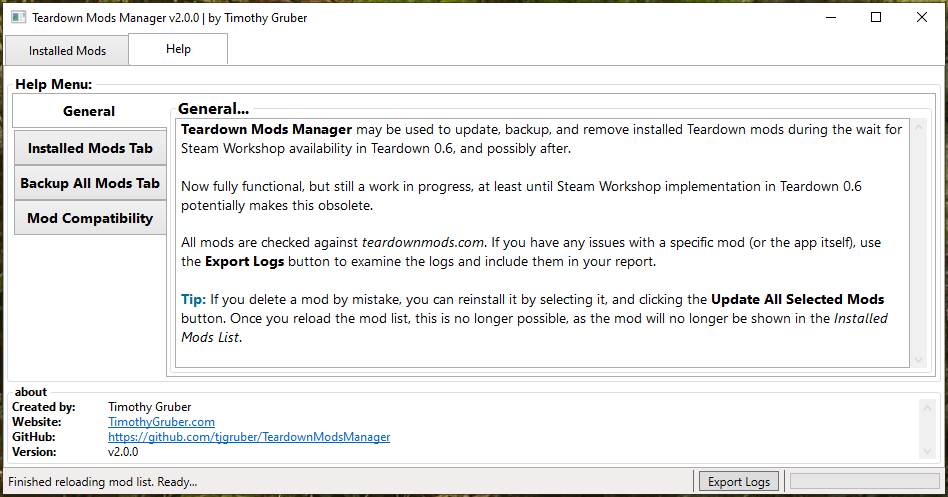 Teardown Mods Manager v2.0.0 | by Timothy Gruber
Installed Mods
Help
Help Menu:
General
Installed Mods Tab
Backup All Mods Tab
Mod Compatibility
General...
Teardown Mods Manager may be used to update, backup, and remove installed Teardown mods during the wait for
Steam Workshop availability in Teardown 0.6, and possibly after.
Now fully functional, but still a work in progress, at least until Steam Workshop implementation in Teardown 0.6
potentially makes this obsolete.
All mods are checked against teardownmods.com. If you have any issues with a specific mod (or the app itself), use
the Export Logs button to examine the logs and include them in your report.
Tip: If you delete a mod by mistake, you can reinstall it by selecting it, and clicking the Update All Selected Mods
button. Once you reload the mod list, this is no longer possible, as the mod will no longer be shown in the Installed
Mods List.
about
Created by: Timothy Gruber
Website: TimothyGruber.com
GitHub: https://github.com/tjgruber/TeardownModsManager
Version: v2.0.0
Finished reloading mod list. Ready...
Export Logs